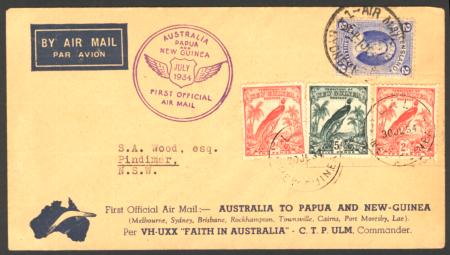 BY AIR MAIL
PAR AVION
AUSTRALIA
PAPUA
AND
NEW GUINEA
JULY
1934
FIRST OFFICIAL
AIR MAIL
S.A. Wood, esq.
Pindimer,
N.S.W.
First Official Air Mail:— AUSTRALIA TO PAPUA AND NEW-GUINEA
(Melbourne, Sydney, Brisbane, Rockhampton, Townsville, Cairns, Port Moresby, Lae).
Per VH-UXX "FAITH IN AUSTRALIA" - C. T. P. ULM, Commander.